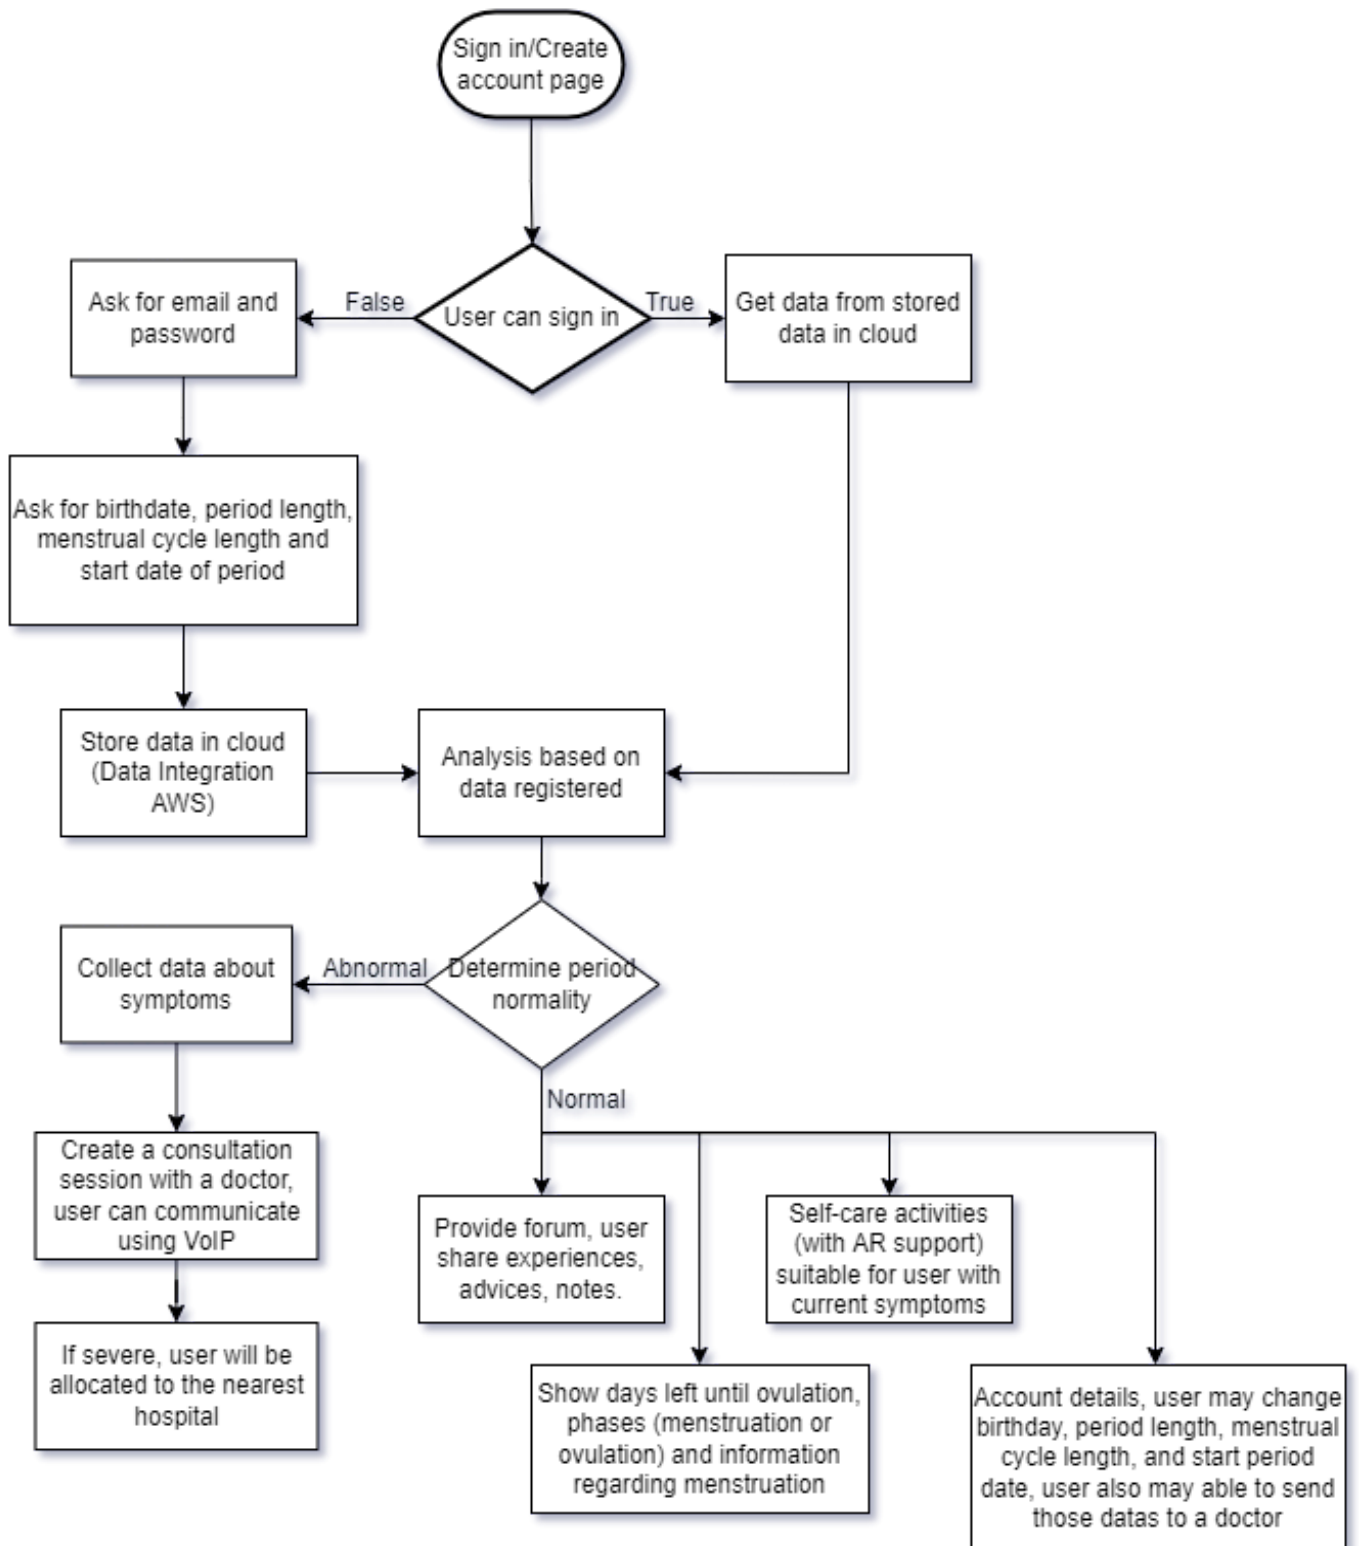 Sign in/Create
account page
False
User can sign in
True
Ask for email and
password
Get data from stored
data in cloud
Ask for birthdate, period length,
menstrual cycle length and
start date of period
Store data in cloud
(Data Integration
AWS)
Analysis based on
data registered
Collect data about
symptoms
Abnormal
Determine period
normality
Normal
Create a consultation
session with a doctor,
user can communicate
using VoIP
If severe, user will be
allocated to the nearest
hospital
Provide forum, user
share experiences,
advices, notes.
Self-care activities
(with AR support)
suitable for user with
current symptoms
Show days left until ovulation,
phases (menstruation or
ovulation) and information
regarding menstruation
Account details, user may change
birthday, period length, menstrual
cycle length, and start period
date, user also may able to send
those datas to a doctor